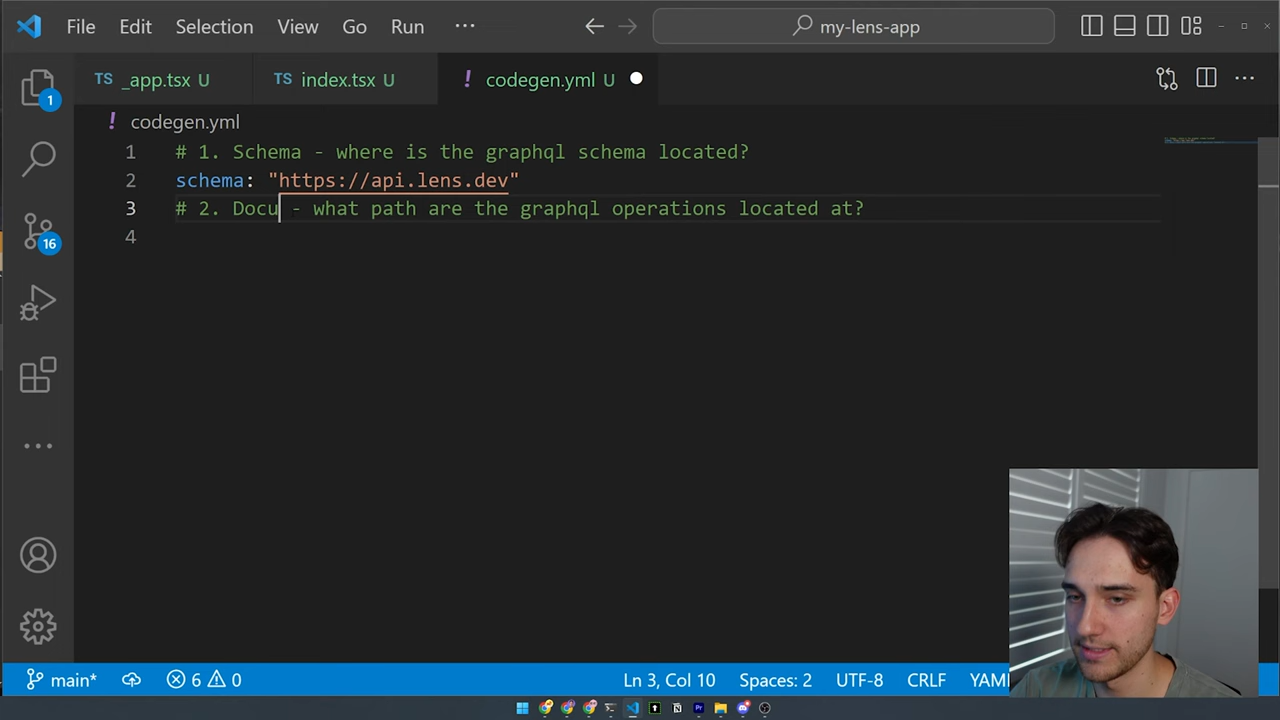 File Edit Selection View Go Run ... my-lens-app
TS _app.tsx U TS index.tsx U ! codegen.yml U
1
! codegen.yml
1 # 1. Schema - where is the graphql schema located?
2 schema: "https://api.lens.dev"
3 # 2. Docu - what path are the graphql operations located at?
4
16
main* 6 0 Ln 3, Col 10 Spaces: 2 UTF-8 CRLF YAML